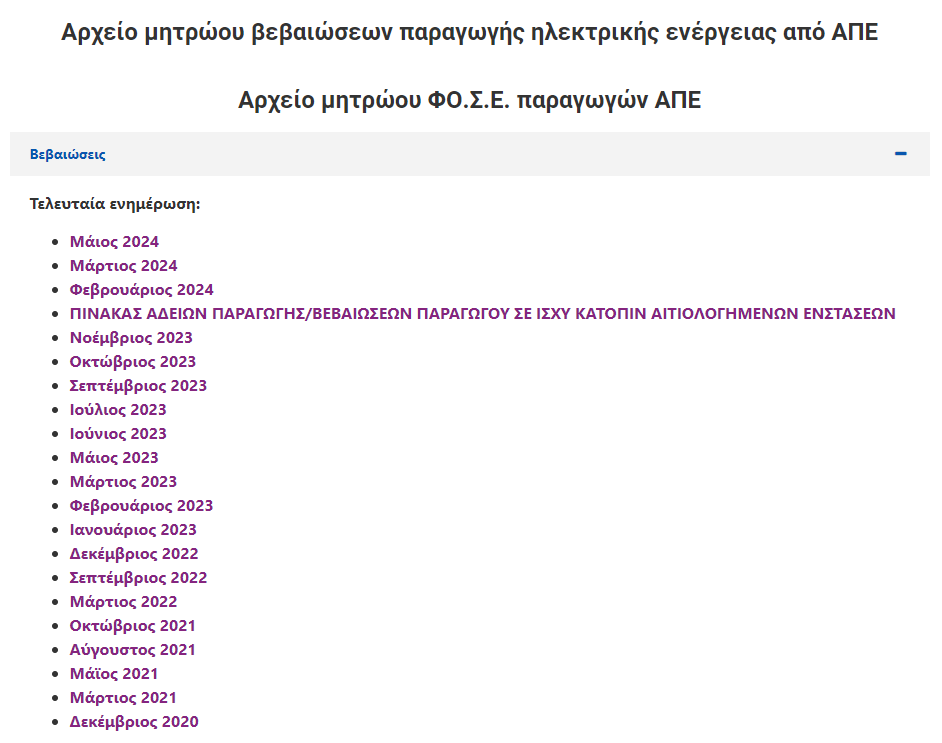 Αρχείο μητρώου βεβαιώσεων παραγωγής ηλεκτρικής ενέργειας από ΑΠΕ
Αρχείο μητρώου ΦΟ.Σ.Ε. παραγωγών ΑΠΕ
Βεβαιώσεις
Τελευταία ενημέρωση:
Μάιος 2024
Μάρτιος 2024
Φεβρουάριος 2024
ΠΙΝΑΚΑΣ ΑΔΕΙΩΝ ΠΑΡΑΓΩΓΗΣ/ΒΕΒΑΙΩΣΕΩΝ ΠΑΡΑΓΩΓΟΥ ΣΕ ΙΣΧΥ ΚΑΤΟΠΙΝ ΑΙΤΙΟΛΟΓΗΜΕΝΩΝ ΕΝΣΤΑΣΕΩΝ
Νοέμβριος 2023
Οκτώβριος 2023
Σεπτέμβριος 2023
Ιούλιος 2023
Ιούνιος 2023
Μάιος 2023
Μάρτιος 2023
Φεβρουάριος 2023
Ιανουάριος 2023
Δεκέμβριος 2022
Σεπτέμβριος 2022
Μάρτιος 2022
Οκτώβριος 2021
Αύγουστος 2021
Μάϊος 2021
Μάρτιος 2021
Δεκέμβριος 2020